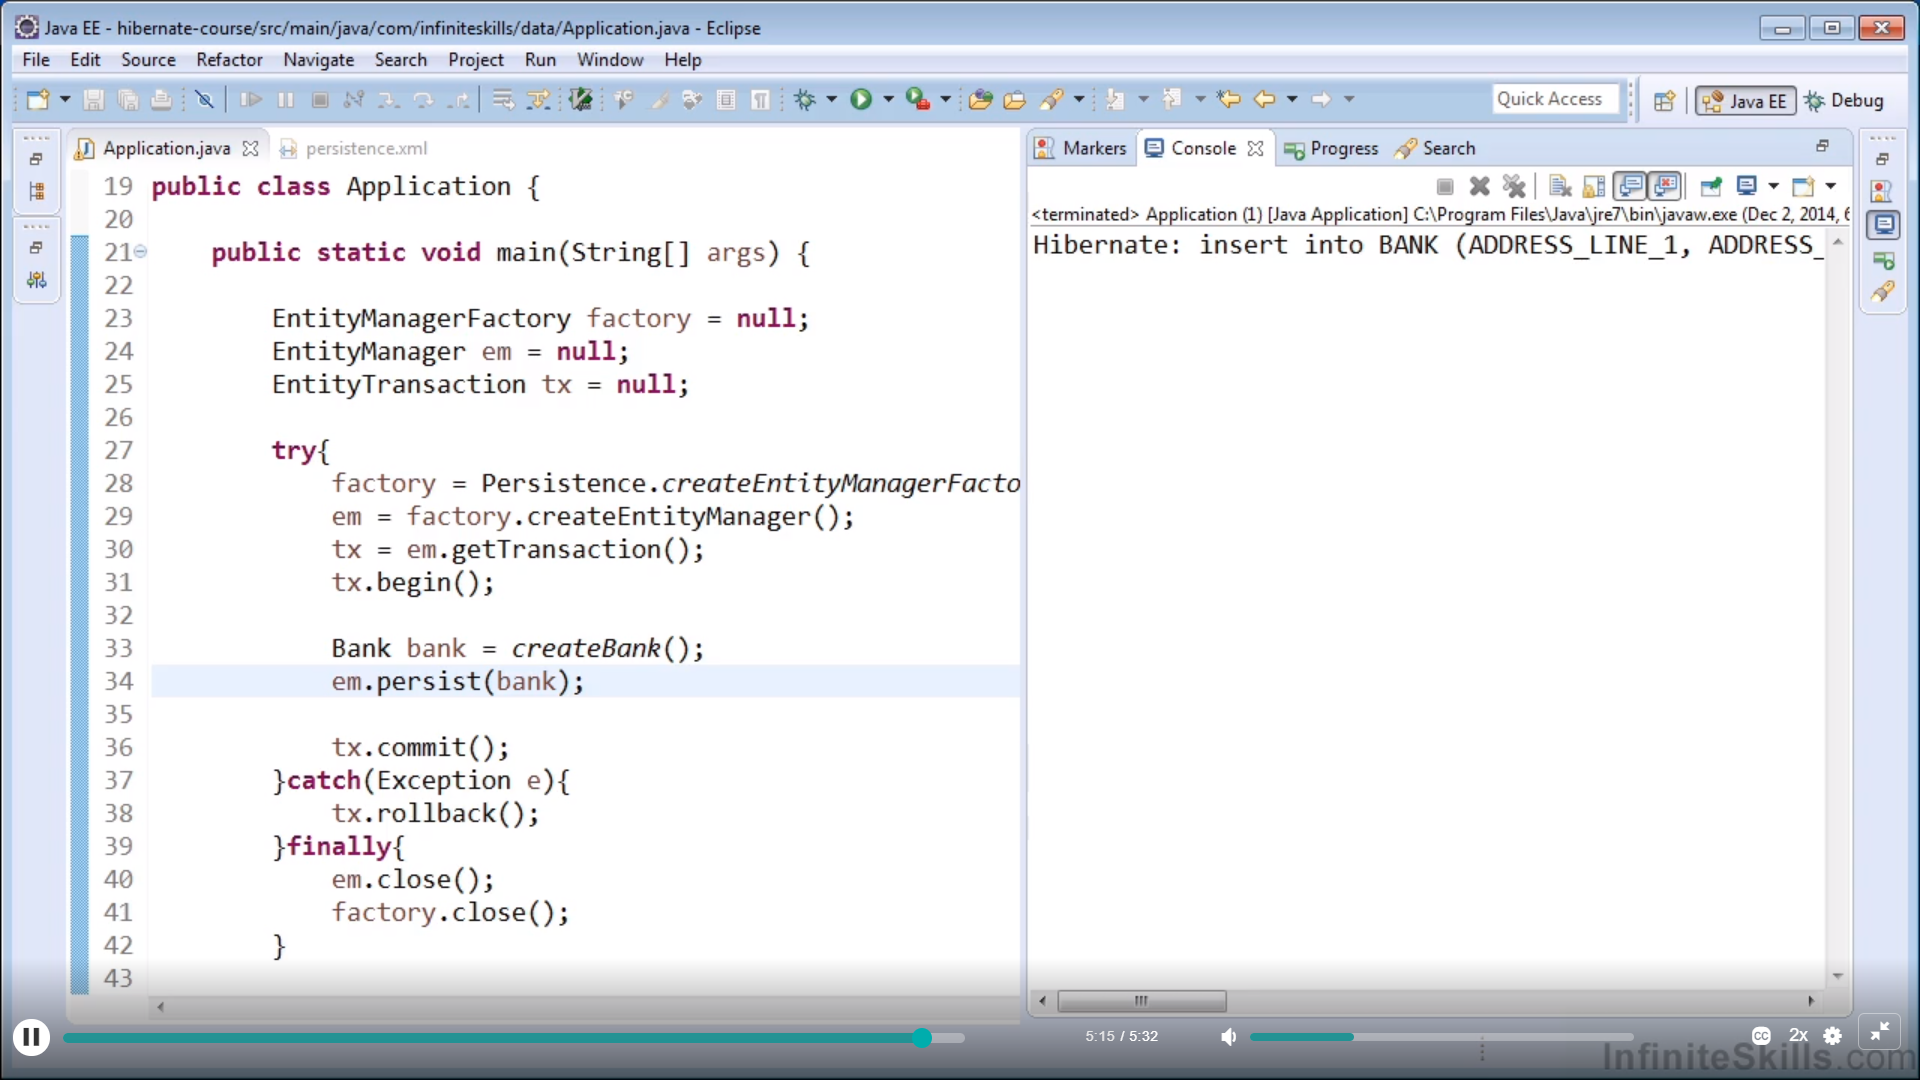 Java EE - hibernate-course/src/main/java/com/infiniteskills/data/Application.java - Eclipse
File Edit Source Refactor Navigate Search Project Run Window Help
Quick Access
Java EE
Debug
Application.java
persistence.xml
19 public class Application {
20
21 public static void main(String[] args) {
22
23 EntityManagerFactory factory = null;
24 EntityManager em = null;
25 EntityTransaction tx = null;
26
27 try{
28 factory = Persistence.createEntityManagerFacto
29 em = factory.createEntityManager();
30 tx = em.getTransaction();
31 tx.begin();
32
33 Bank bank = createBank();
34 em.persist(bank);
35
36 tx.commit();
37 }catch(Exception e){
38 tx.rollback();
39 }finally{
40 em.close();
41 factory.close();
42 }
43
Markers Console Progress Search
<terminated> Application (1) [Java Application] C:\Program Files\Java\jre7\bin\javaw.exe (Dec 2, 2014, 6
Hibernate: insert into BANK (ADDRESS_LINE_1, ADDRESS_
5:15 / 5:32
CC
2x
InfiniteSkills.com